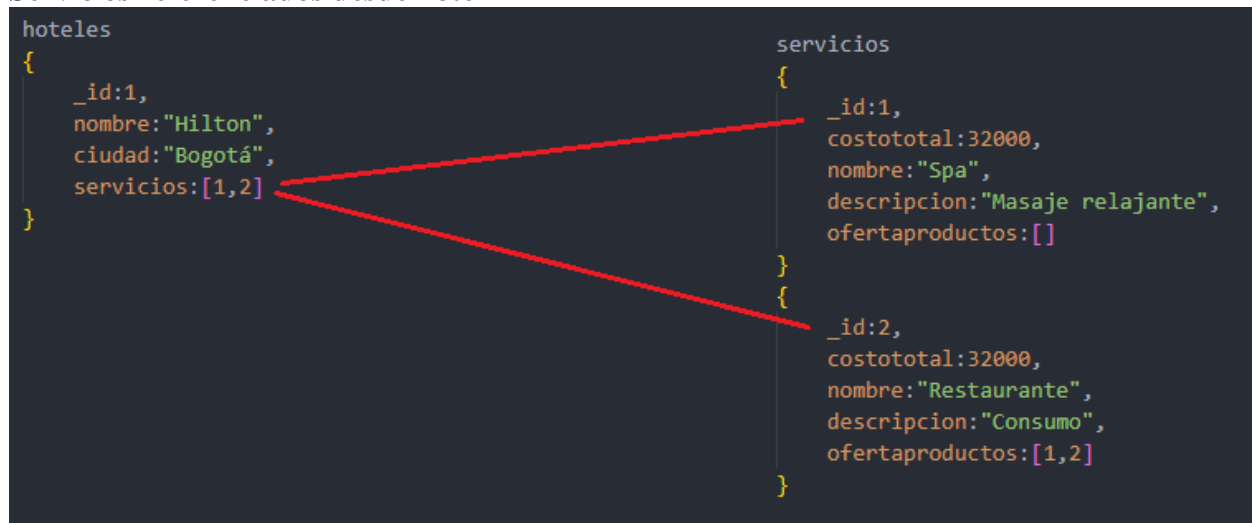 hoteles
{
_id:1,
nombre:"Hilton",
ciudad:"Bogotá",
servicios:[1,2]
}
servicios
{
_id:1,
costototal:32000,
nombre:"Spa",
descripcion:"Masaje relajante",
ofertaproductos:[]
}
{
_id:2,
costototal:32000,
nombre:"Restaurante",
descripcion:"Consumo",
ofertaproductos:[1,2]
}